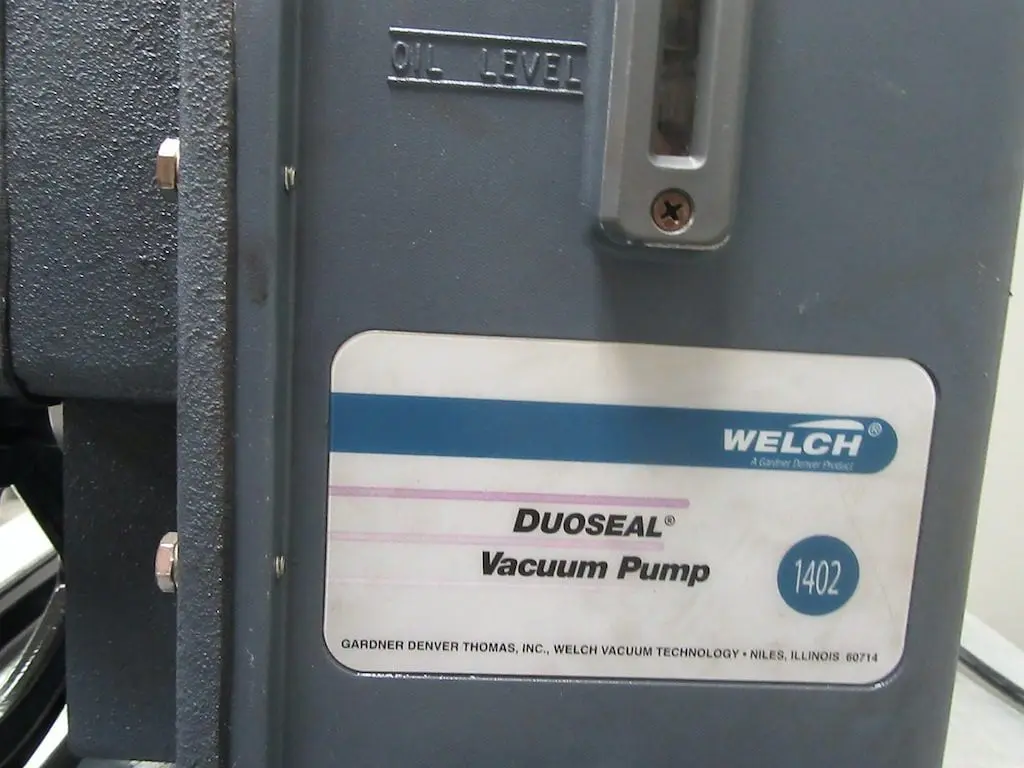 OIL LEVEL
WELCH®
A Gardner Denver Product
DUOSEAL®
Vacuum Pump
1402
GARDNER DENVER THOMAS, INC., WELCH VACUUM TECHNOLOGY • NILES, ILLINOIS 60714